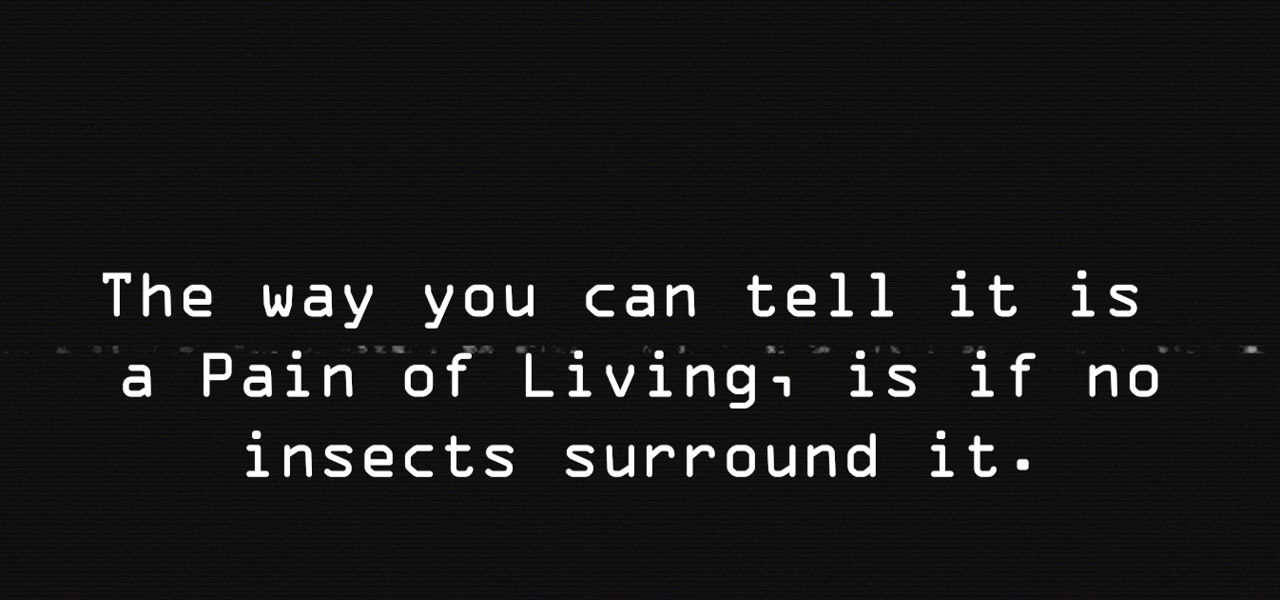 The way you can tell it is
a Pain of Living, is if no
insects surround it.